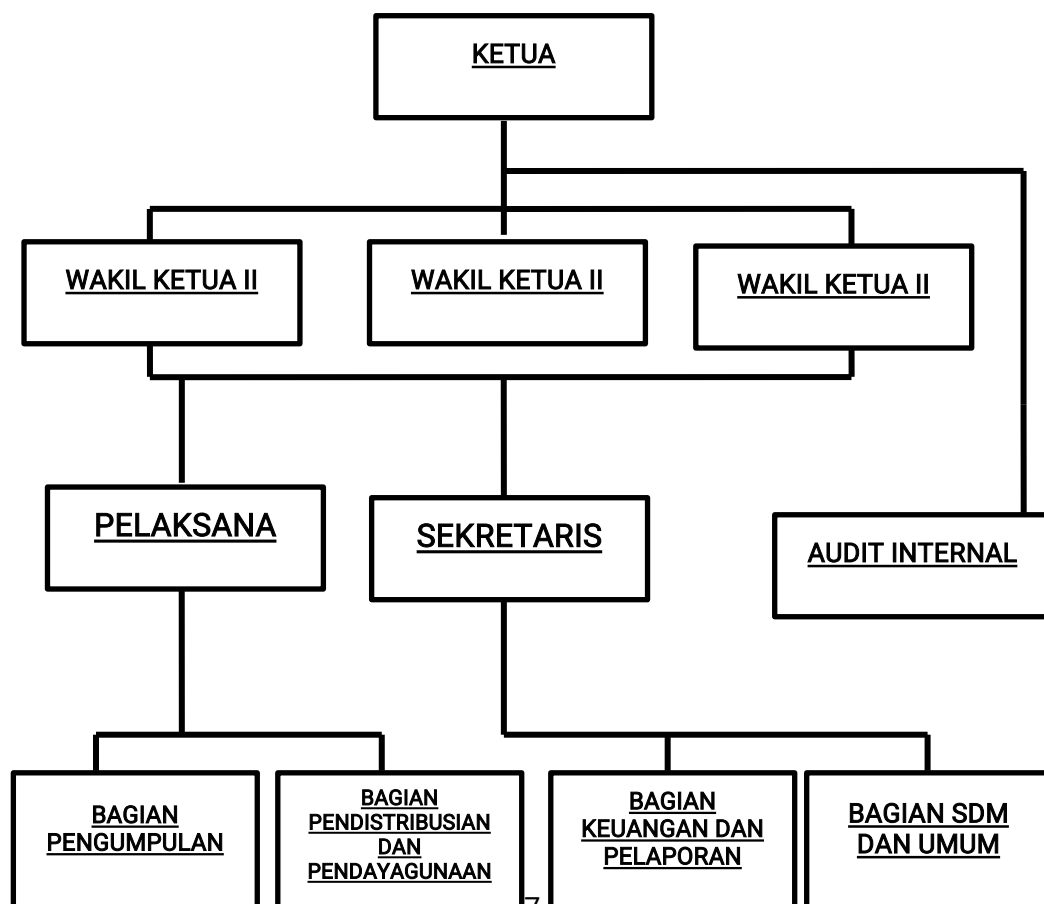 KETUA
WAKIL KETUA II
WAKIL KETUA II
WAKIL KETUA II
PELAKSANA
SEKRETARIS
AUDIT INTERNAL
BAGIAN
PENGUMPULAN
BAGIAN
PENDISTRIBUSIAN
DAN
PENDAYAGUNAAN
BAGIAN
KEUANGAN DAN
PELAPORAN
BAGIAN SDM
DAN UMUM
7